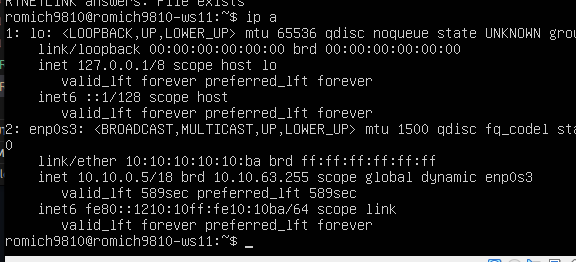 RTNETLINK answers: File exists
romich9810@romich9810-ws11:~$ ip a
1: lo: <LOOPBACK,UP,LOWER_UP> mtu 65536 qdisc noqueue state UNKNOWN grou
link/loopback 00:00:00:00:00:00 brd 00:00:00:00:00:00
inet 127.0.0.1/8 scope host lo
valid_lft forever preferred_lft forever
inet6 ::1/128 scope host
valid_lft forever preferred_lft forever
2: enp0s3: <BROADCAST,MULTICAST,UP,LOWER_UP> mtu 1500 qdisc fq_codel sta
0
link/ether 10:10:10:10:10:ba brd ff:ff:ff:ff:ff:ff
inet 10.10.0.5/18 brd 10.10.63.255 scope global dynamic enp0s3
valid_lft 589sec preferred_lft 589sec
inet6 fe80::1210:10ff:fe10:10ba/64 scope link
valid_lft forever preferred_lft forever
romich9810@romich9810-ws11:~$ _